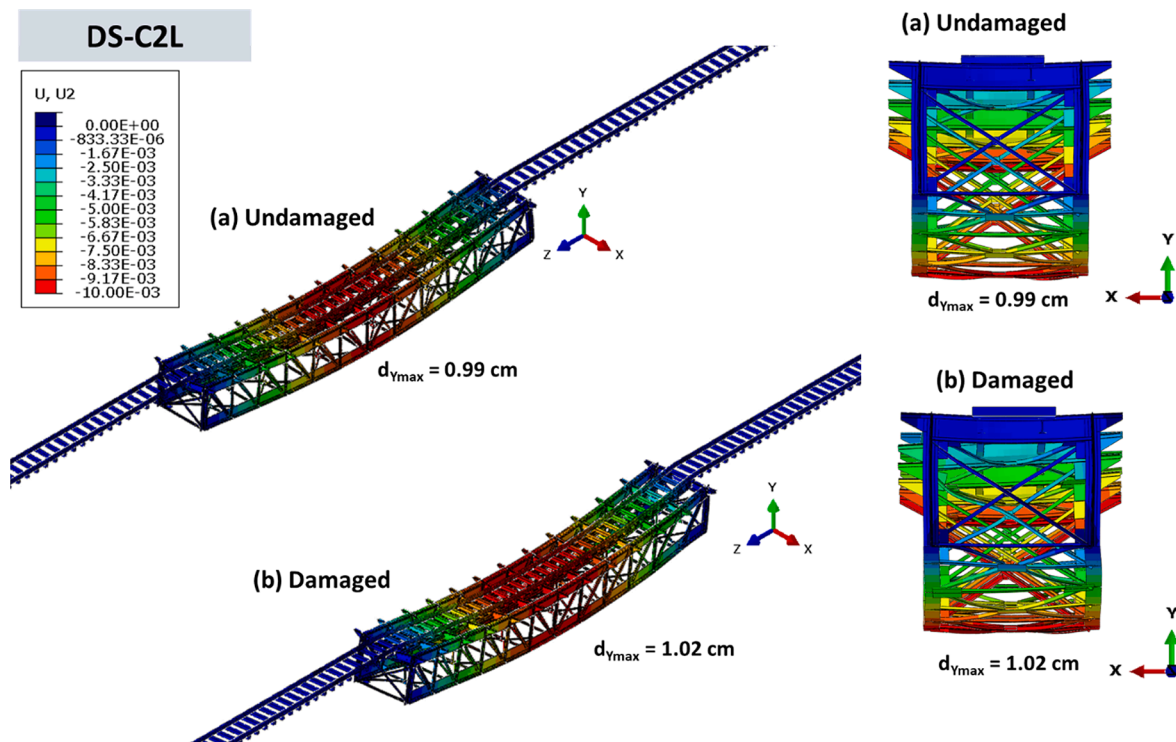 DS-C2L
U, U2
0.00E+00
-833.33E-06
-1.67E-03
-2.50E-03
-3.33E-03
-4.17E-03
-5.00E-03
-5.83E-03
-6.67E-03
-7.50E-03
-8.33E-03
-9.17E-03
-10.00E-03
(a) Undamaged
Y
Z
X
dYmax = 0.99 cm
(b) Damaged
Y
Z
X
dYmax = 1.02 cm
(a) Undamaged
Y
X
dYmax = 0.99 cm
(b) Damaged
Y
X
dYmax = 1.02 cm